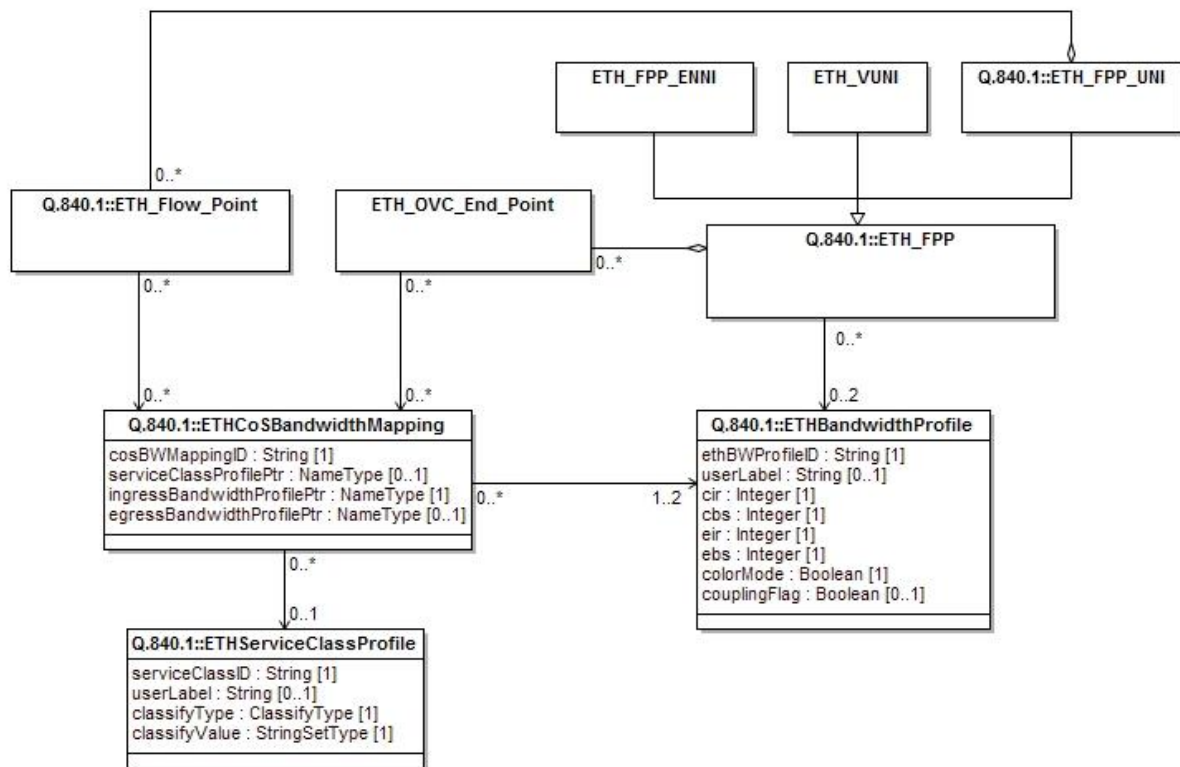 ETH_FPP_ENNI
ETH_VUNI
Q.840.1::ETH_FPP_UNI
0..*
Q.840.1::ETH_Flow_Point
ETH_OVC_End_Point
Q.840.1::ETH_FPP
0..*
0..*
0..*
0..*
0..*
0..*
0..2
Q.840.1::ETHCoSBandwidthMapping
cosBWMappingID : String [1]
serviceClassProfilePtr : NameType [0..1]
ingressBandwidthProfilePtr : NameType [1]
egressBandwidthProfilePtr : NameType [0..1]
0..*
1..2
Q.840.1::ETHBandwidthProfile
ethBWProfileID : String [1]
userLabel : String [0..1]
cir : Integer [1]
cbs : Integer [1]
eir : Integer [1]
ebs : Integer [1]
colorMode : Boolean [1]
couplingFlag : Boolean [0..1]
0..*
0..1
Q.840.1::ETHServiceClassProfile
serviceClassID : String [1]
userLabel : String [0..1]
classifyType : ClassifyType [1]
classifyValue : StringSetType [1]